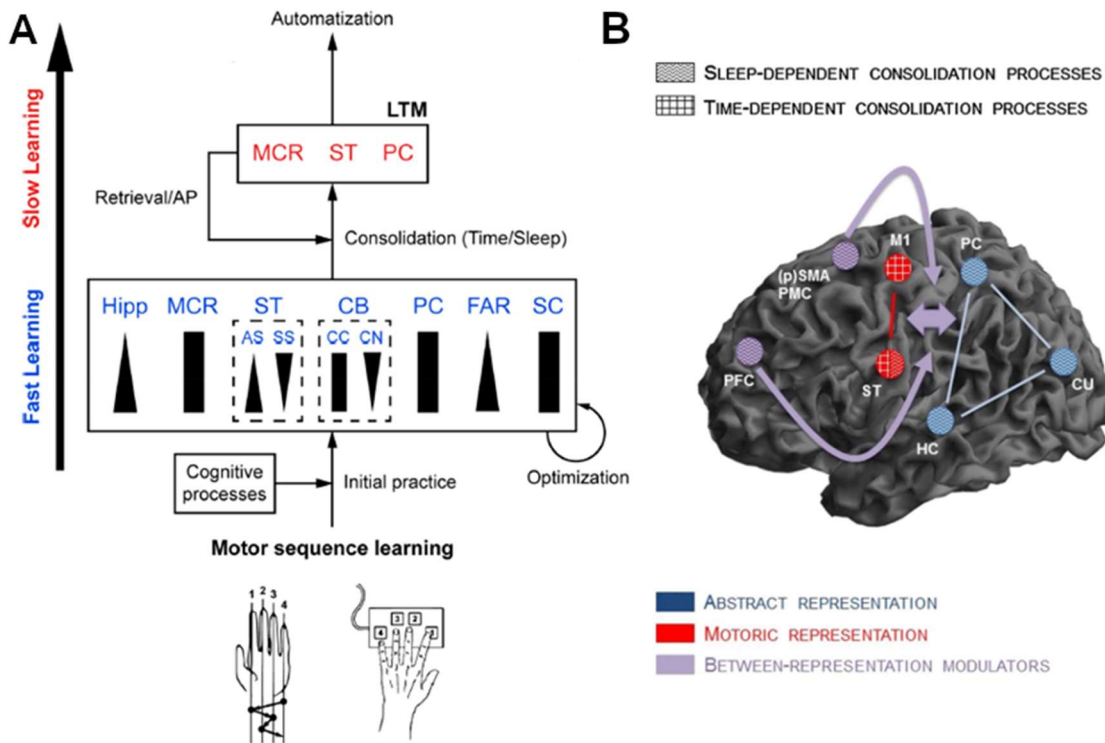 A
Slow Learning
Fast Learning
Automatization
LTM
MCR ST PC
Retrieval/AP
Consolidation (Time/Sleep)
Hipp MCR ST CB PC FAR SC
AS SS CC CN
Cognitive processes
Initial practice
Optimization
Motor sequence learning
1 2 3 4
4 3 2
B
SLEEP-DEPENDENT CONSOLIDATION PROCESSES
TIME-DEPENDENT CONSOLIDATION PROCESSES
M1
PC
(p)SMA
PMC
PFC
ST
CU
HC
ABSTRACT REPRESENTATION
MOTORIC REPRESENTATION
BETWEEN-REPRESENTATION MODULATORS